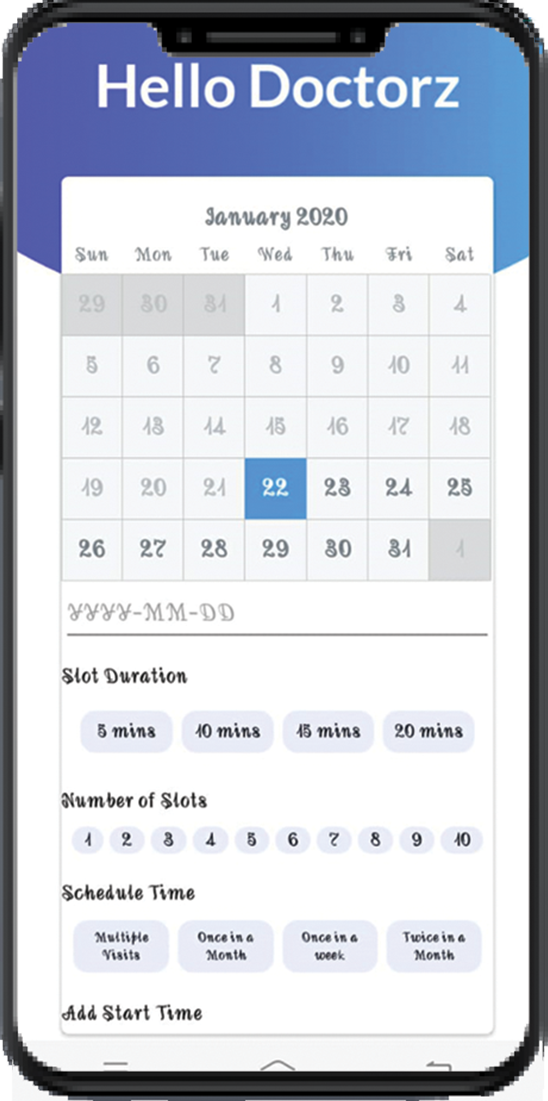 Hello Doctorz
January 2020
Sun Mon Tue Wed Thu Fri Sat
29 30 31 1 2 3 4
5 6 7 8 9 10 11
12 13 14 15 16 17 18
19 20 21 22 23 24 25
26 27 28 29 30 31 1
YYYY-MM-DD
Slot Duration
5 mins 10 mins 15 mins 20 mins
Number of Slots
1 2 3 4 5 6 7 8 9 10
Schedule Time
Multiple Once in a Once in a Twice in a
Visits Month week Month
Add Start Time